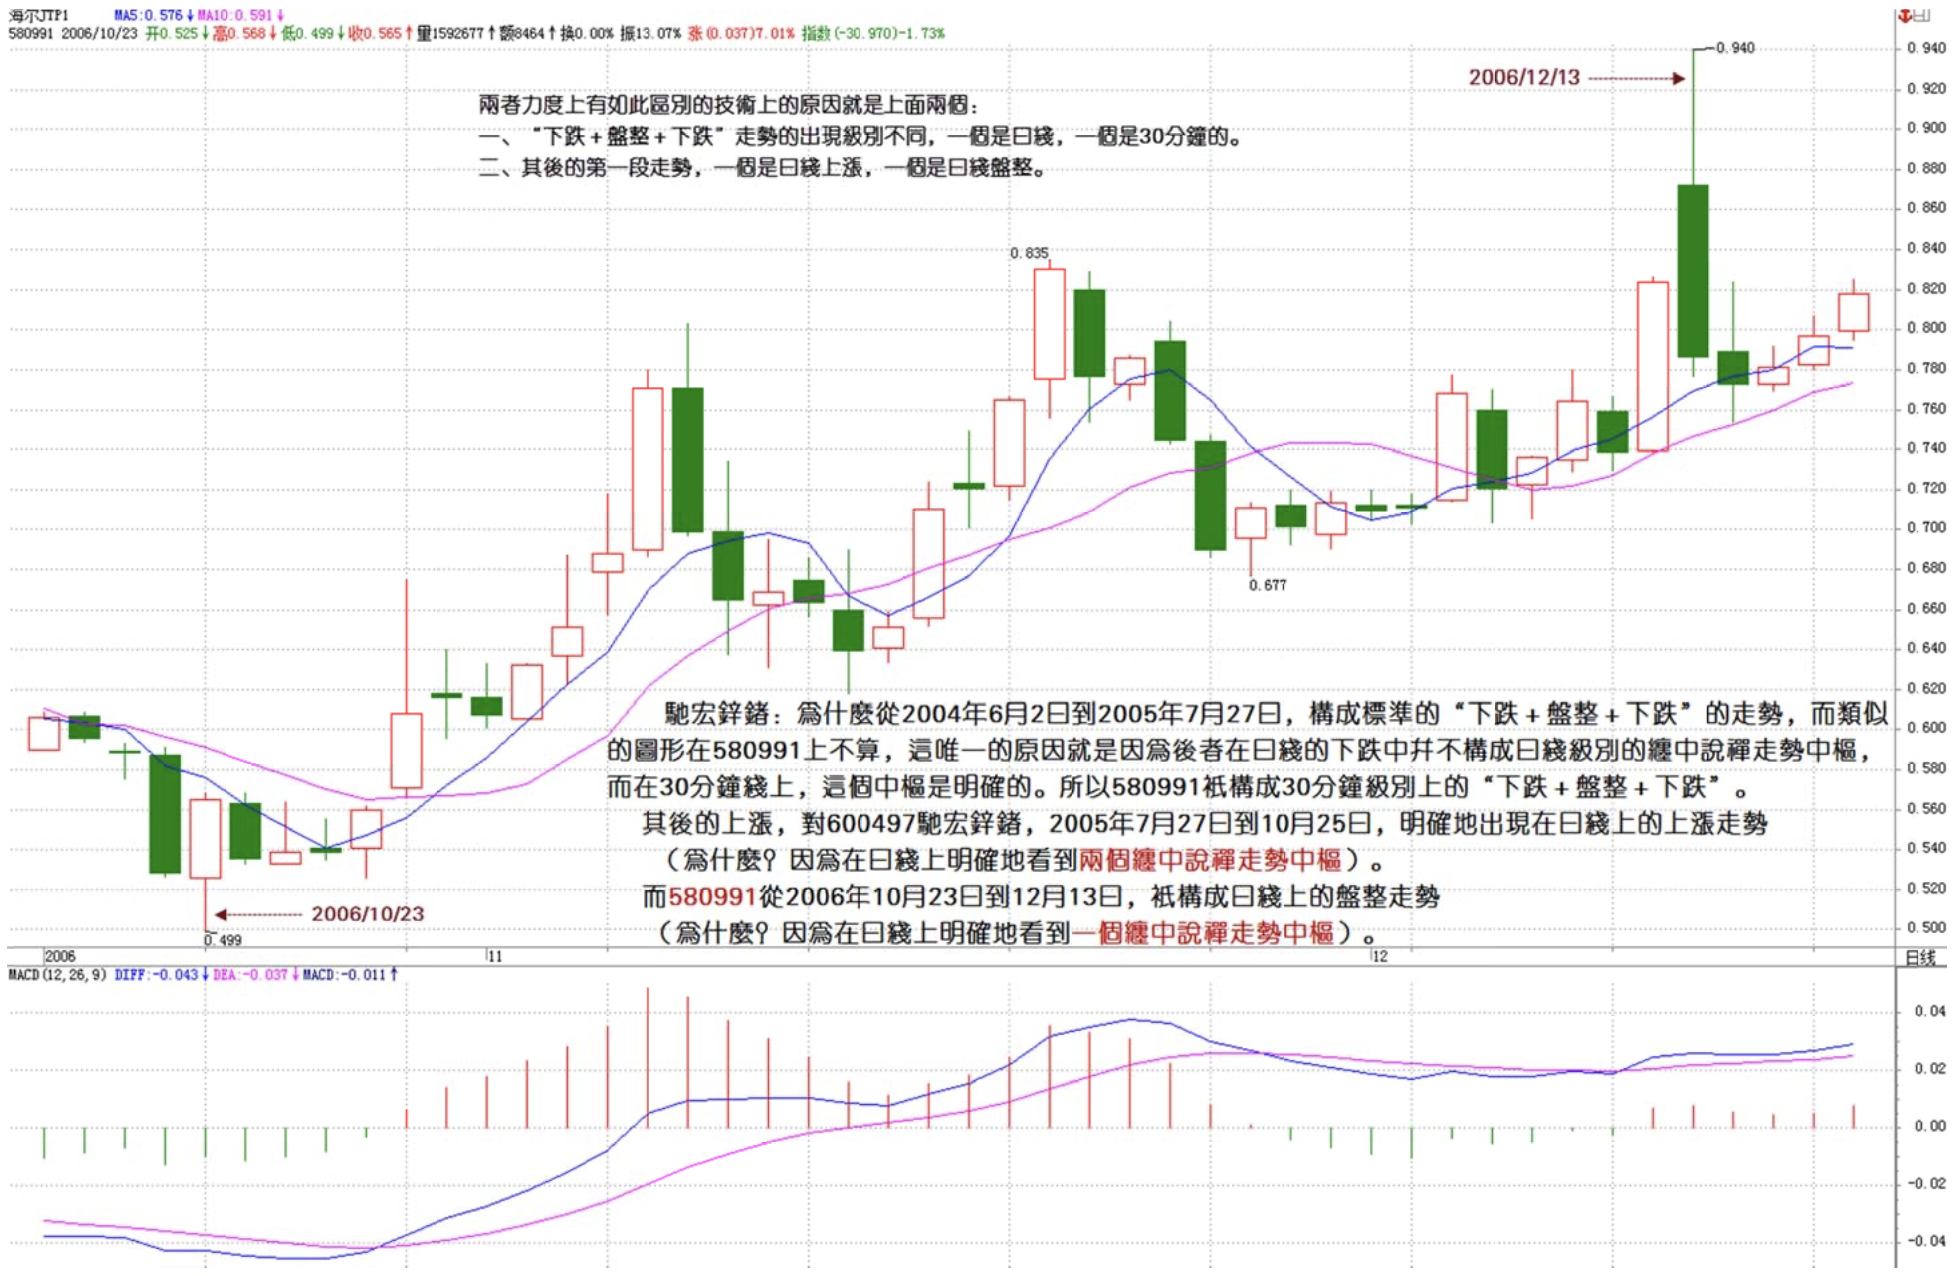 海尔JTP1 MA5:0.576↓ MA10:0.591↓
580991 2006/10/23 开0.525↓高0.568↓低0.499↓收0.565↑量1592677↑额8464↑换0.00% 振13.07% 涨(0.037)7.01% 指数(-30.970)-1.73%
0.940
0.940
2006/12/13
0.920
兩者力度上有如此區別的技術上的原因就是上面兩個:
一、“下跌+盤整+下跌”走勢的出現級別不同,一個是日綫,一個是30分鐘的。
0.900
二、其後的第一段走勢,一個是日綫上漲,一個是日綫盤整。
0.880
0.860
0.840
0.835
0.820
0.800
0.780
0.760
0.740
0.720
0.700
0.680
0.677
0.660
0.640
0.620
馳宏鋅鍺:爲什麼從2004年6月2日到2005年7月27日,構成標準的“下跌+盤整+下跌”的走勢,而類似
0.600
的圖形在580991上不算,這唯一的原因就是因爲後者在日綫的下跌中幷不構成日綫級別的纏中說禪走勢中樞,
0.580
而在30分鐘綫上,這個中樞是明確的。所以580991衹構成30分鐘級別上的“下跌+盤整+下跌”。
0.560
其後的上漲,對600497馳宏鋅鍺,2005年7月27日到10月25日,明確地出現在日綫上的上漲走勢
0.540
(爲什麼?因爲在日綫上明確地看到兩個纏中說禪走勢中樞)。
0.520
而580991從2006年10月23日到12月13日,衹構成日綫上的盤整走勢
2006/10/23
(爲什麼?因爲在日綫上明確地看到一個纏中說禪走勢中樞)。
0.500
0.499
2006 11 12 日线
MACD(12,26,9) DIFF:-0.043↓ DEA:-0.037↓ MACD:-0.011↑
0.04
0.02
0.00
-0.02
-0.04